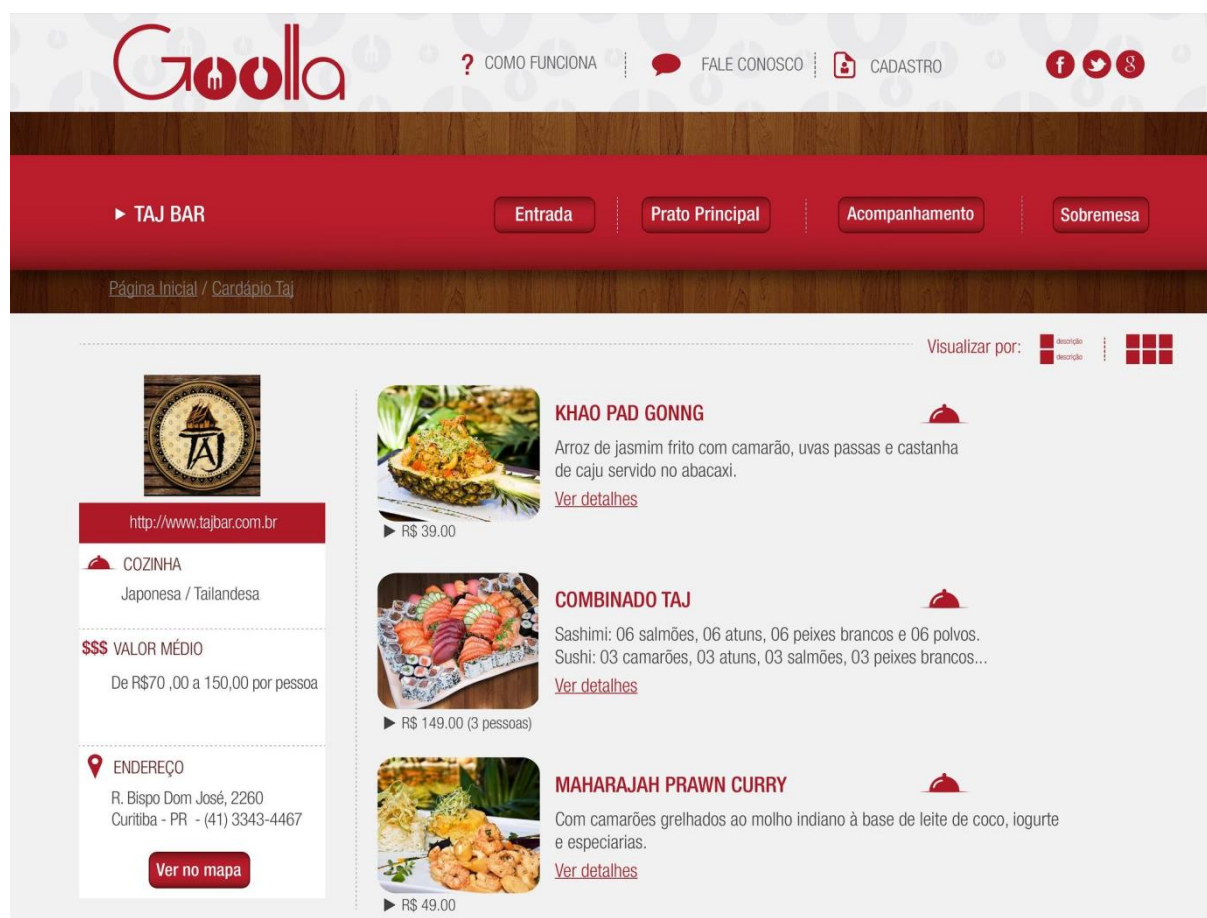 Goolla
? COMO FUNCIONA
FALE CONOSCO
CADASTRO
TAJ BAR
Entrada
Prato Principal
Acompanhamento
Sobremesa
Página Inicial / Cardápio Taj
Visualizar por:
descrição
descrição
TAJ
http://www.tajbar.com.br
COZINHA
Japonesa / Tailandesa
$$$ VALOR MÉDIO
De R$70 ,00 a 150,00 por pessoa
ENDEREÇO
R. Bispo Dom José, 2260
Curitiba - PR - (41) 3343-4467
Ver no mapa
KHAO PAD GONNG
Arroz de jasmim frito com camarão, uvas passas e castanha
de caju servido no abacaxi.
Ver detalhes
R$ 39.00
COMBINADO TAJ
Sashimi: 06 salmões, 06 atuns, 06 peixes brancos e 06 polvos.
Sushi: 03 camarões, 03 atuns, 03 salmões, 03 peixes brancos...
Ver detalhes
R$ 149.00 (3 pessoas)
MAHARAJAH PRAWN CURRY
Com camarões grelhados ao molho indiano à base de leite de coco, iogurte
e especiarias.
Ver detalhes
R$ 49.00